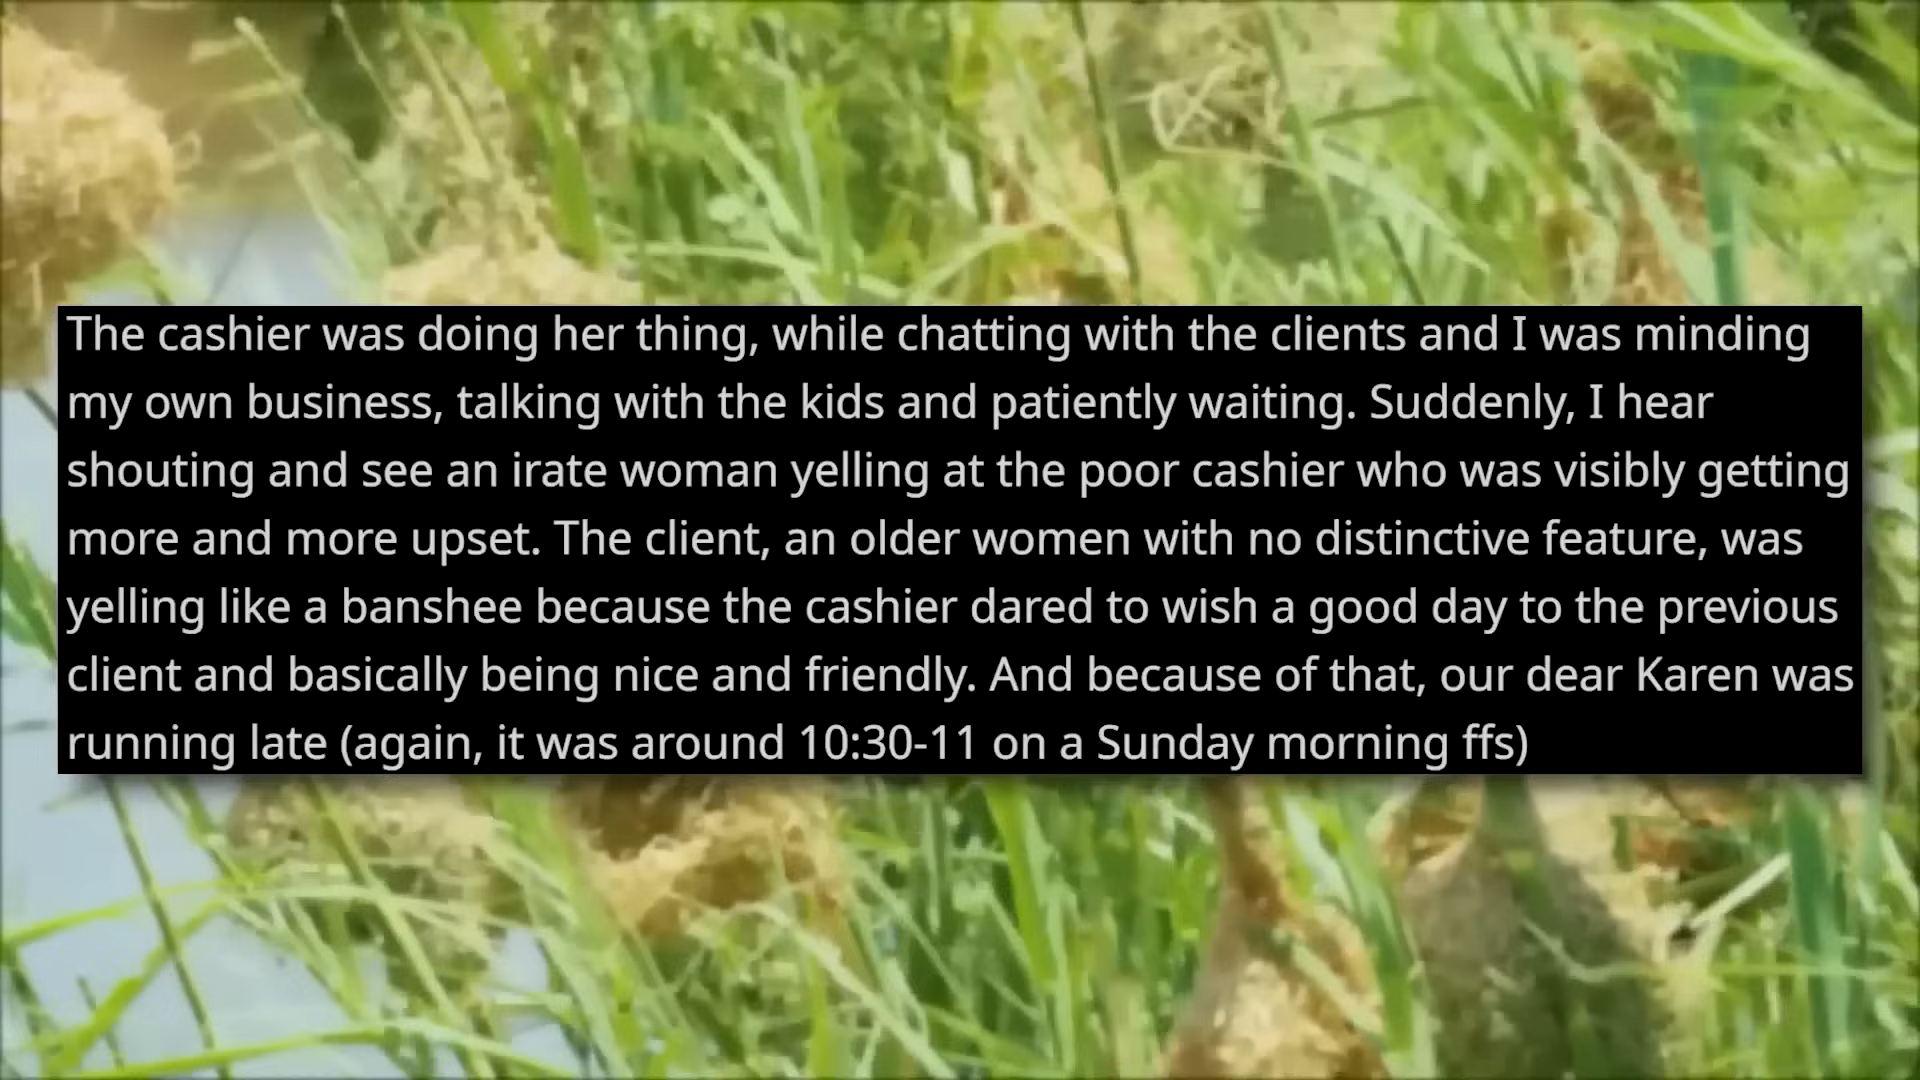 The cashier was doing her thing, while chatting with the clients and I was minding
my own business, talking with the kids and patiently waiting. Suddenly, I hear
shouting and see an irate woman yelling at the poor cashier who was visibly getting
more and more upset. The client, an older women with no distinctive feature, was
yelling like a banshee because the cashier dared to wish a good day to the previous
client and basically being nice and friendly. And because of that, our dear Karen was
running late (again, it was around 10:30-11 on a Sunday morning ffs)